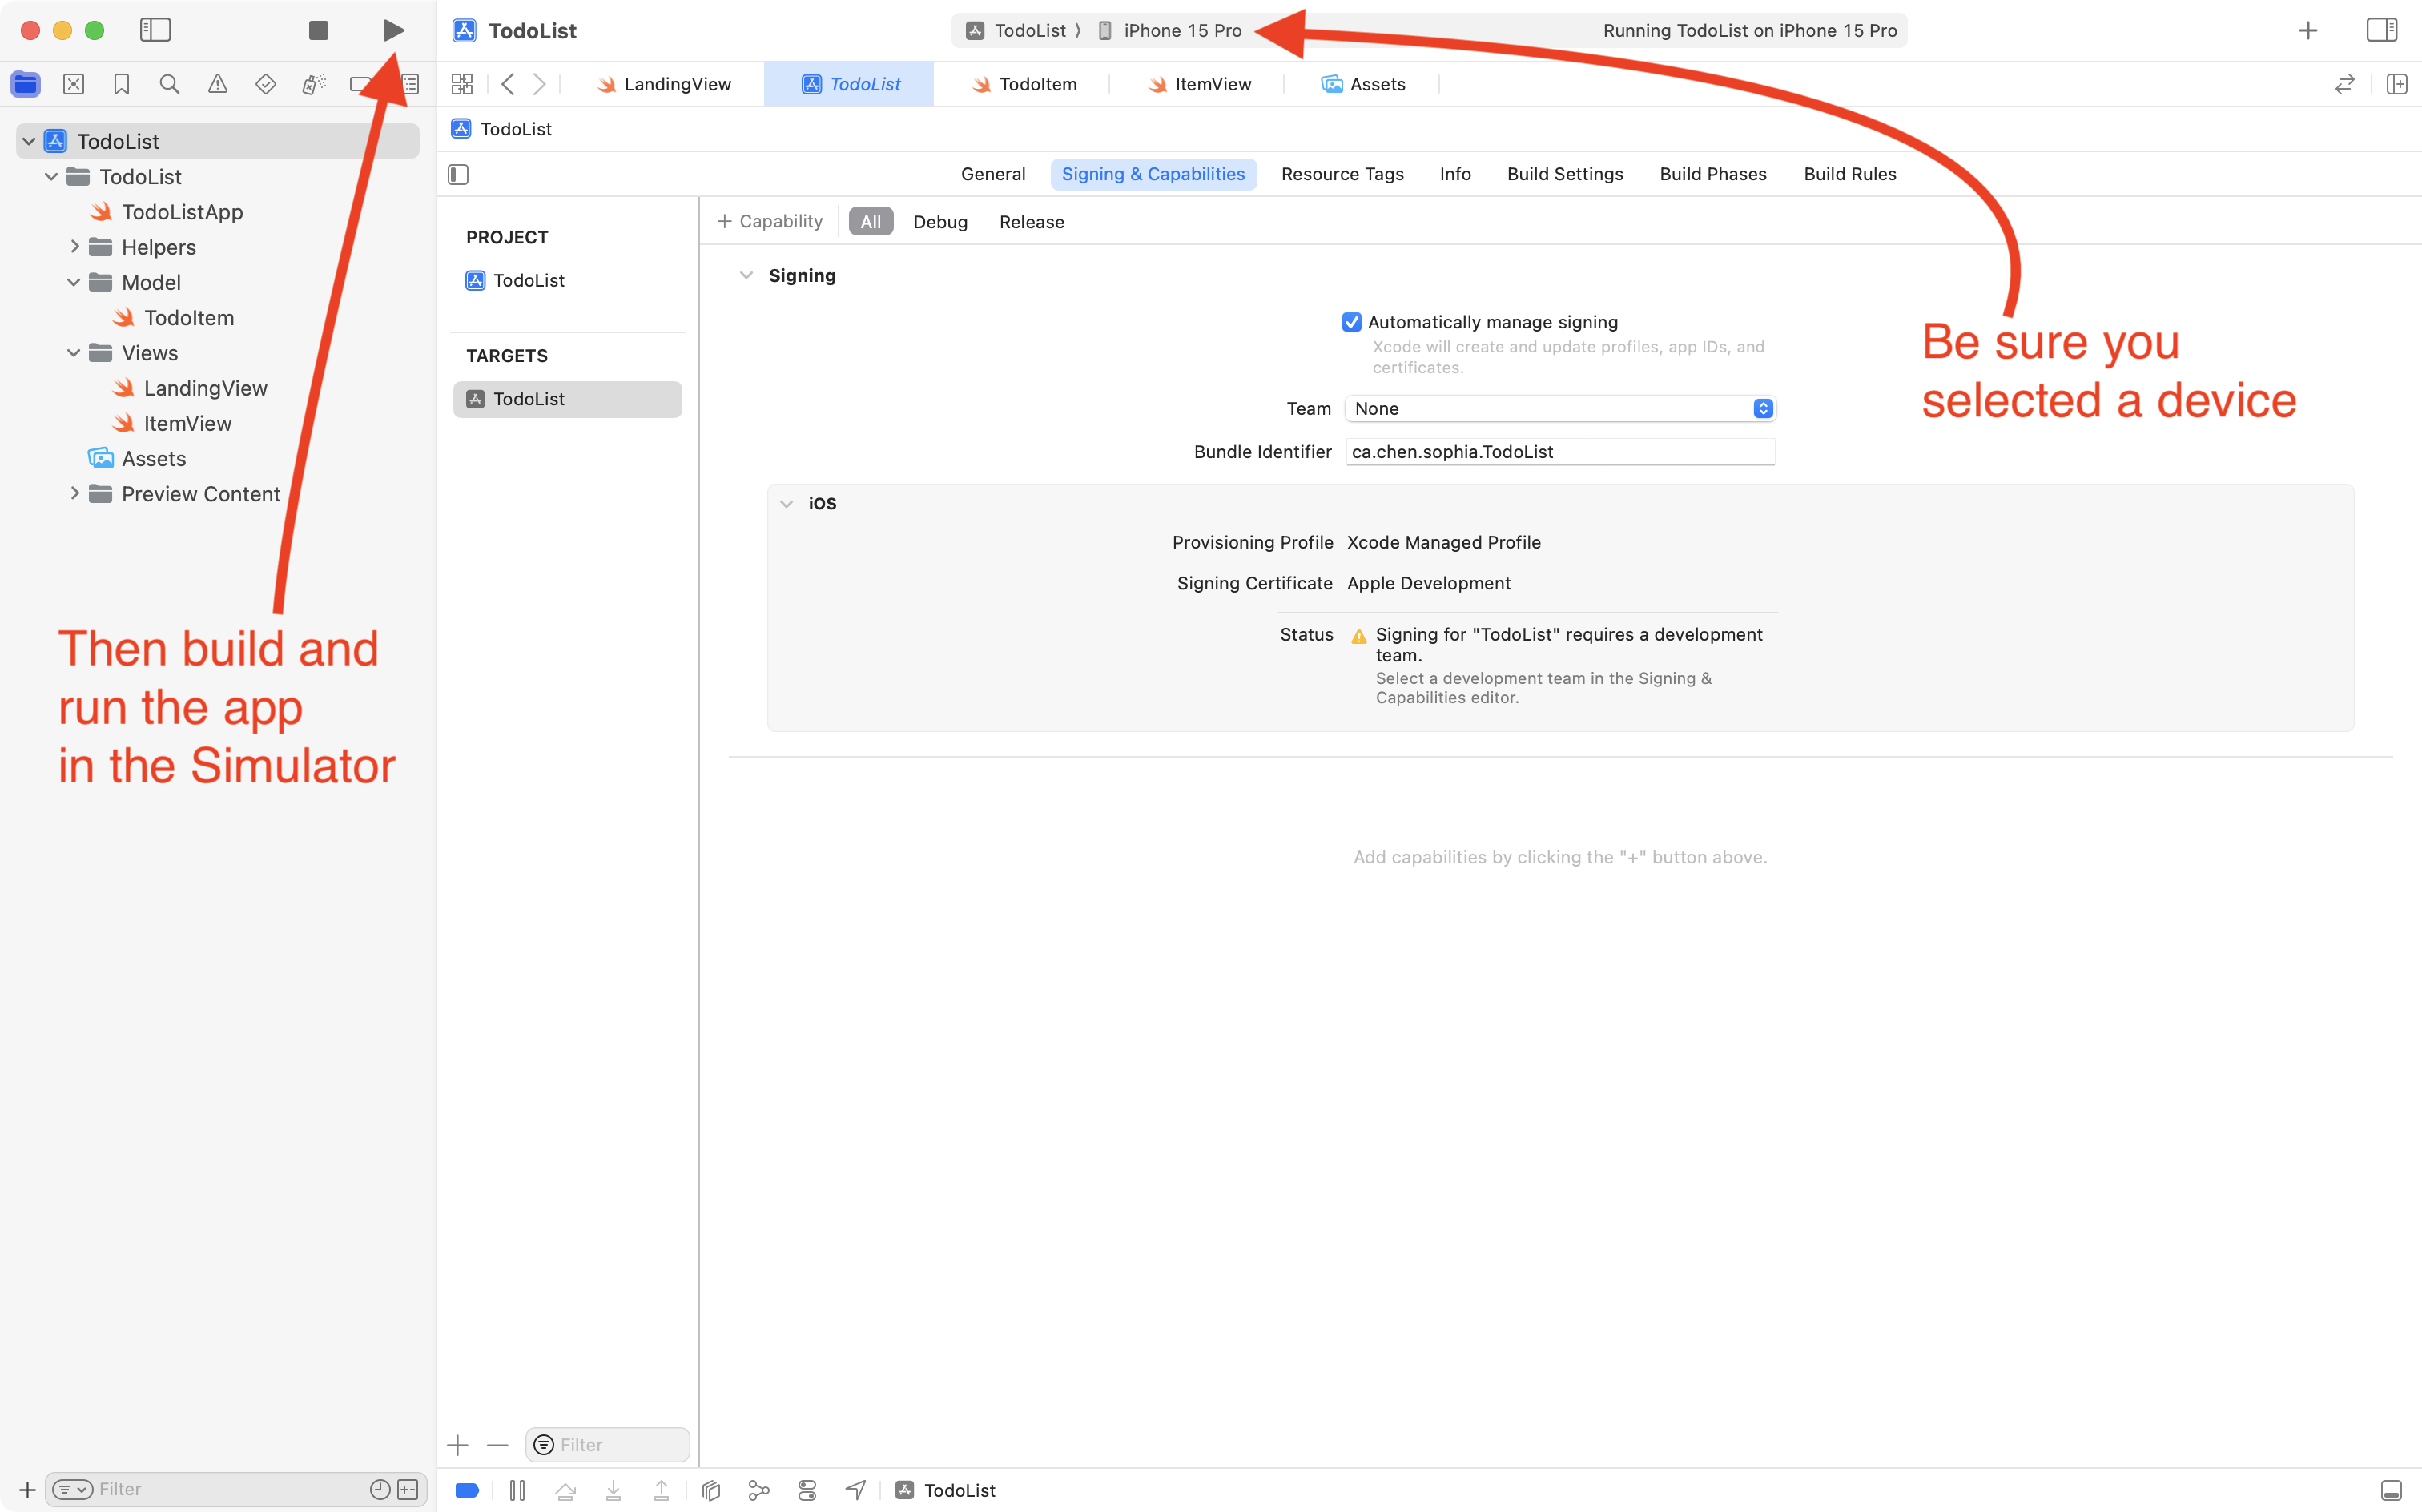 TodoList
TodoList ⟩ iPhone 15 Pro
Running TodoList on iPhone 15 Pro
LandingView
TodoList
TodoItem
ItemView
Assets
TodoList
TodoList
TodoListApp
Helpers
Model
TodoItem
Views
LandingView
ItemView
Assets
Preview Content
Then build and
run the app
in the Simulator
Filter
TodoList
General
Signing & Capabilities
Resource Tags
Info
Build Settings
Build Phases
Build Rules
PROJECT
TodoList
TARGETS
TodoList
Filter
+ Capability
All
Debug
Release
Signing
Automatically manage signing
Xcode will create and update profiles, app IDs, and
certificates.
Team None
Bundle Identifier ca.chen.sophia.TodoList
iOS
Provisioning Profile Xcode Managed Profile
Signing Certificate Apple Development
Status Signing for "TodoList" requires a development
team.
Select a development team in the Signing &
Capabilities editor.
Add capabilities by clicking the "+" button above.
Be sure you
selected a device
TodoList